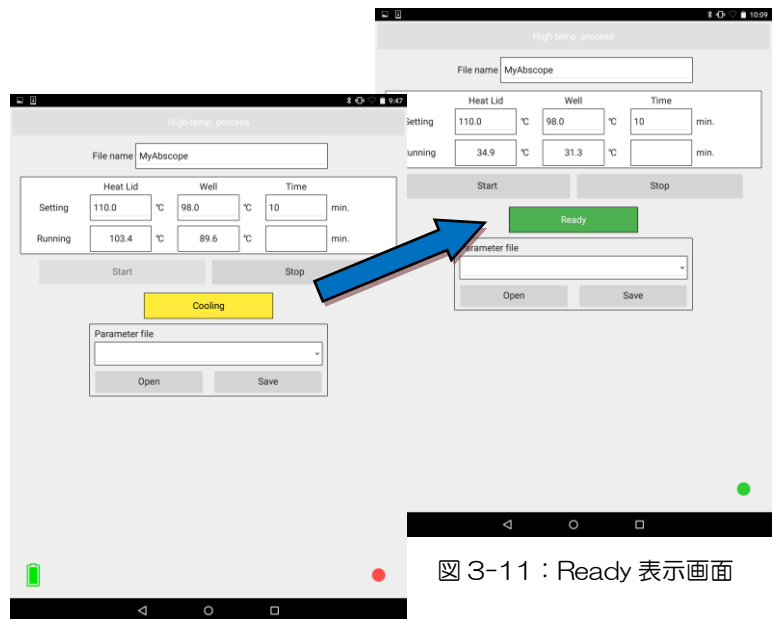 9:47
High-temp. process
File name MyAbscope
Heat Lid Well Time
Setting 110.0 ℃ 98.0 ℃ 10 min.
Running 103.4 ℃ 89.6 ℃ min.
Start Stop
Cooling
Parameter file
Open Save
10:09
High-temp. process
File name MyAbscope
Heat Lid Well Time
Setting 110.0 ℃ 98.0 ℃ 10 min.
unning 34.9 ℃ 31.3 ℃ min.
Start Stop
Ready
arameter file
Open Save
図 3-11：Ready 表示画面